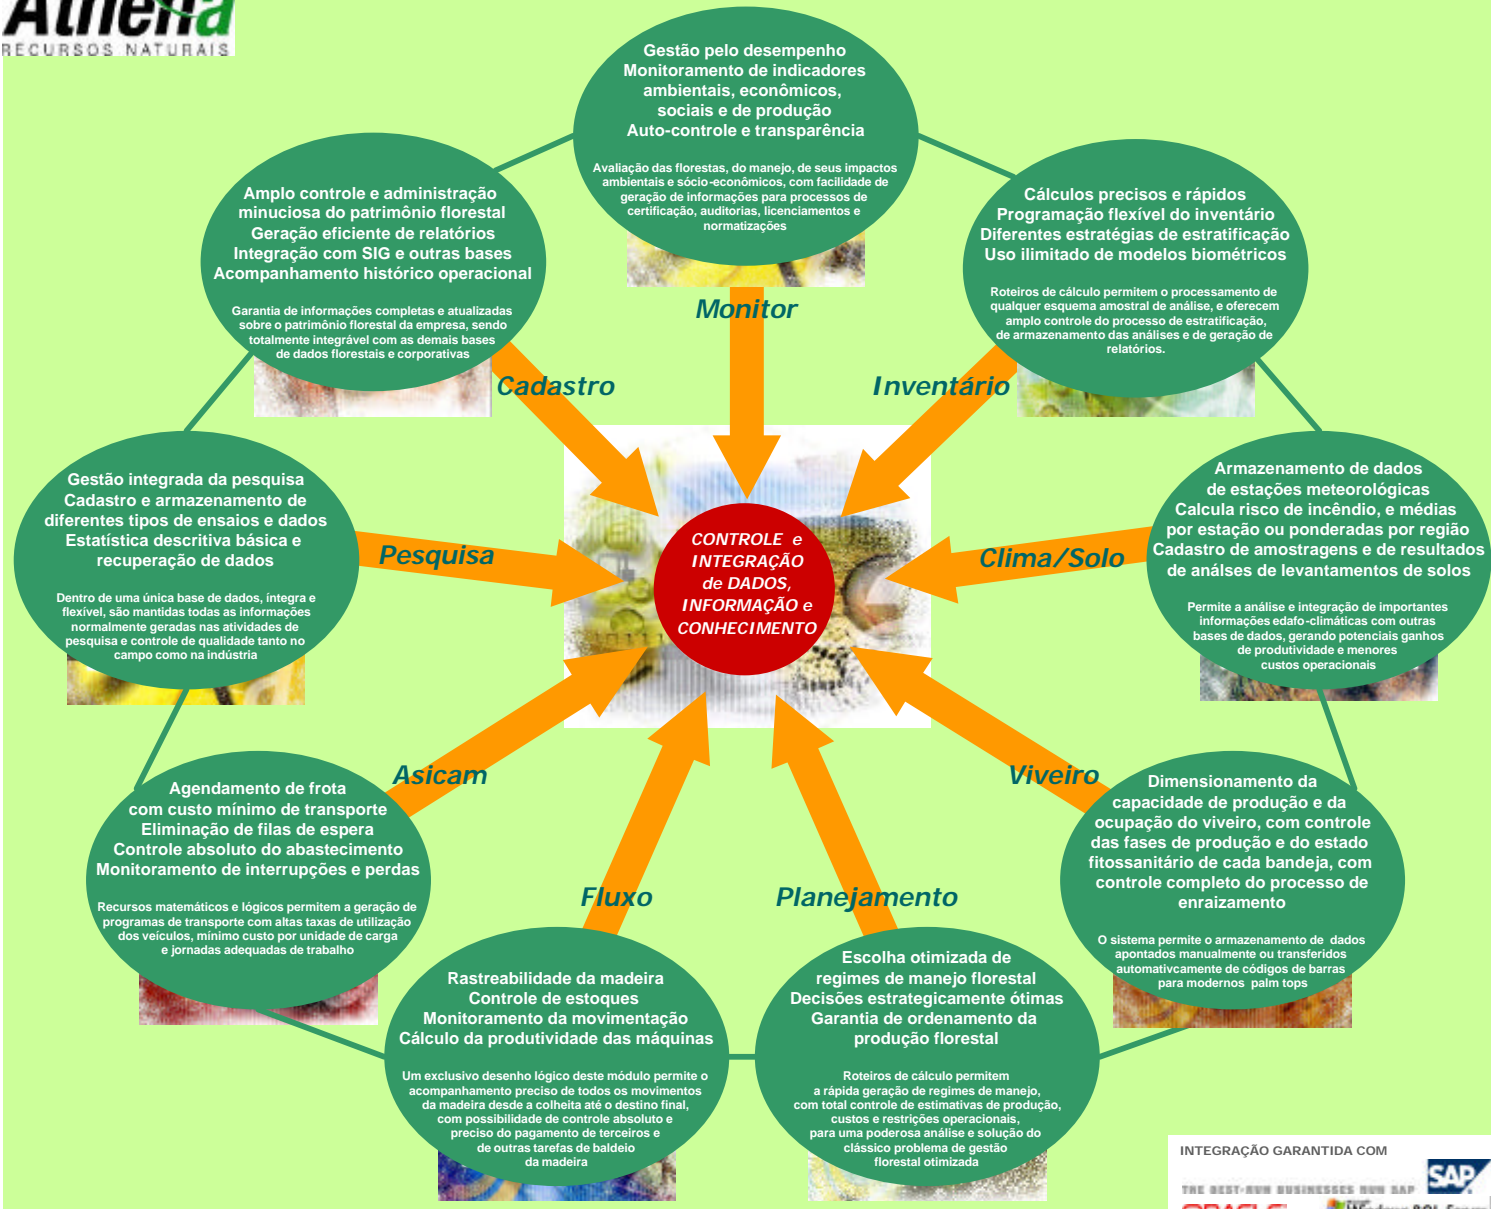 Athena
RECURSOS NATURAIS
Gestão pelo desempenho
Monitoramento de indicadores
ambientais, econômicos,
sociais e de produção
Auto-controle e transparência
Avaliação das florestas, do manejo, de seus impactos
ambientais e sócio-econômicos, com facilidade de
geração de informações para processos de
certificação, auditorias, licenciamentos e
normatizações
Monitor
Amplo controle e administração
minuciosa do patrimônio florestal
Geração eficiente de relatórios
Integração com SIG e outras bases
Acompanhamento histórico operacional
Garantia de informações completas e atualizadas
sobre o patrimônio florestal da empresa, sendo
totalmente integrável com as demais bases
de dados florestais e corporativas
Cadastro
Cálculos precisos e rápidos
Programação flexível do inventário
Diferentes estratégias de estratificação
Uso ilimitado de modelos biométricos
Roteiros de cálculo permitem o processamento de
qualquer esquema amostral de análise, e oferecem
amplo controle do processo de estratificação,
de armazenamento das análises e de geração de
relatórios.
Inventário
Gestão integrada da pesquisa
Cadastro e armazenamento de
diferentes tipos de ensaios e dados
Estatística descritiva básica e
recuperação de dados
Dentro de uma única base de dados, íntegra e
flexível, são mantidas todas as informações
normalmente geradas nas atividades de
pesquisa e controle de qualidade tanto no
campo como na indústria
Pesquisa
CONTROLE e
INTEGRAÇÃO
de DADOS,
INFORMAÇÃO e
CONHECIMENTO
Clima/Solo
Armazenamento de dados
de estações meteorológicas
Calcula risco de incêndio, e médias
por estação ou ponderadas por região
Cadastro de amostragens e de resultados
de análses de levantamentos de solos
Permite a análise e integração de importantes
informações edafo-climáticas com outras
bases de dados, gerando potenciais ganhos
de produtividade e menores
custos operacionais
Asicam
Agendamento de frota
com custo mínimo de transporte
Eliminação de filas de espera
Controle absoluto do abastecimento
Monitoramento de interrupções e perdas
Recursos matemáticos e lógicos permitem a geração de
programas de transporte com altas taxas de utilização
dos veículos, mínimo custo por unidade de carga
e jornadas adequadas de trabalho
Viveiro
Dimensionamento da
capacidade de produção e da
ocupação do viveiro, com controle
das fases de produção e do estado
fitossanitário de cada bandeja, com
controle completo do processo de
enraizamento
O sistema permite o armazenamento de dados
apontados manualmente ou transferidos
automativcamente de códigos de barras
para modernos palm tops
Fluxo
Rastreabilidade da madeira
Controle de estoques
Monitoramento da movimentação
Cálculo da produtividade das máquinas
Um exclusivo desenho lógico deste módulo permite o
acompanhamento preciso de todos os movimentos
da madeira desde a colheita até o destino final,
com possibilidade de controle absoluto e
preciso do pagamento de terceiros e
de outras tarefas de baldeio
da madeira
Planejamento
Escolha otimizada de
regimes de manejo florestal
Decisões estrategicamente ótimas
Garantia de ordenamento da
produção florestal
Roteiros de cálculo permitem
a rápida geração de regimes de manejo,
com total controle de estimativas de produção,
custos e restrições operacionais,
para uma poderosa análise e solução do
clássico problema de gestão
florestal otimizada
INTEGRAÇÃO GARANTIDA COM
SAP
THE BEST-RUN BUSINESSES RUN SAP
ORACLE
Windows SQL Server